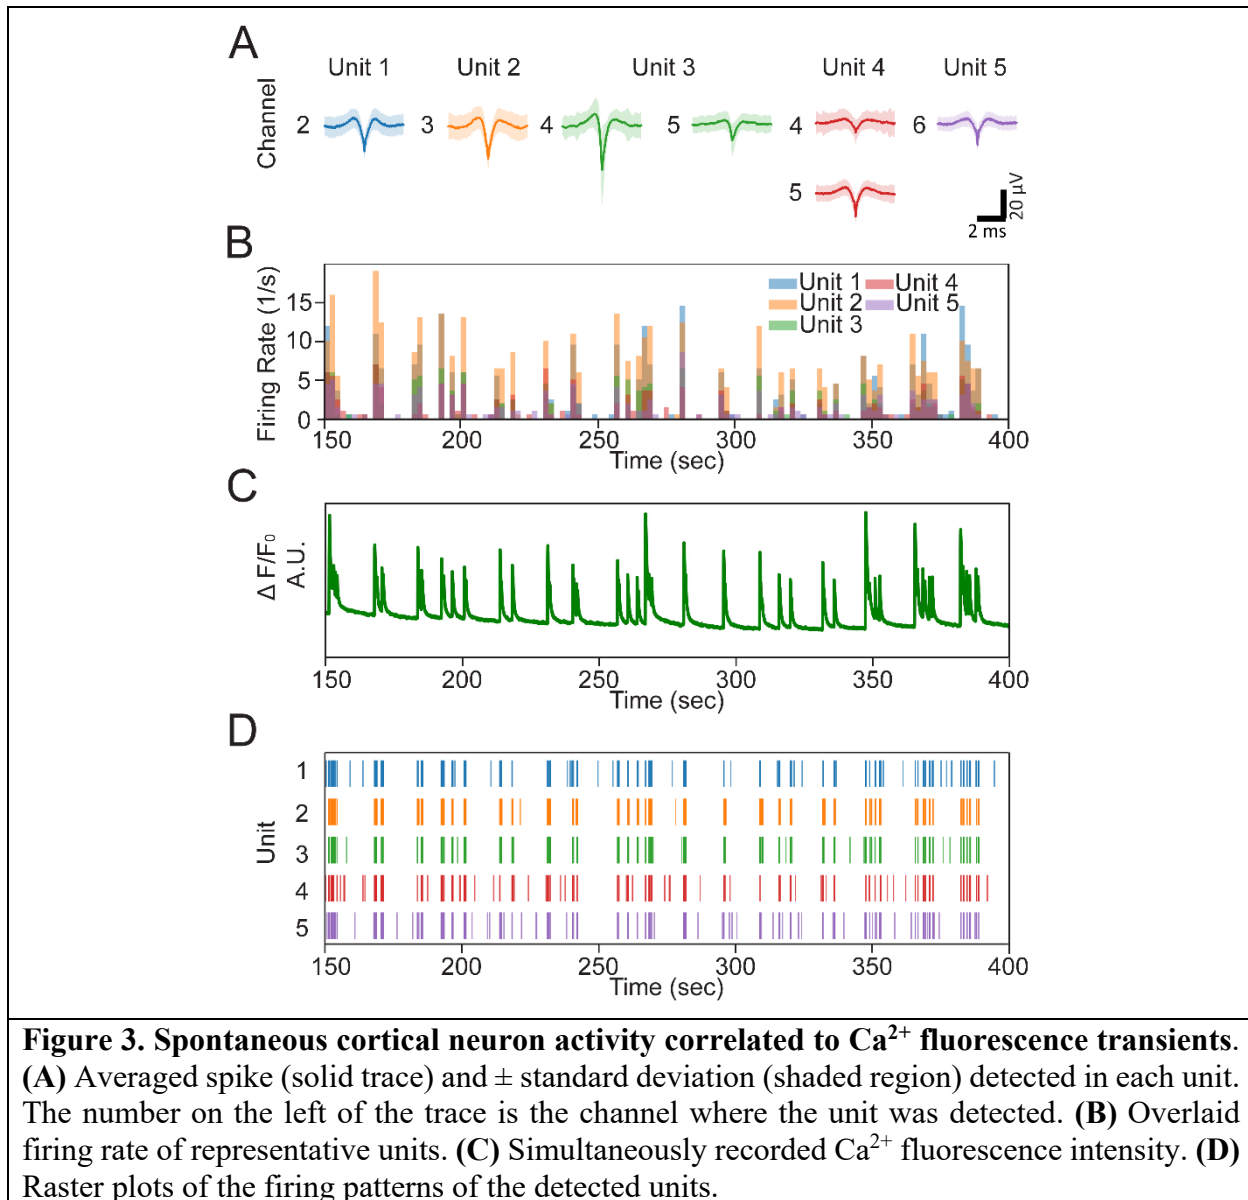 A
Unit 1 Unit 2 Unit 3 Unit 4 Unit 5
Channel
2 3 4 5 4 6
5
20 μV
2 ms
B
Firing Rate (1/s)
15
10
5
0
Unit 1 Unit 4
Unit 2 Unit 5
Unit 3
150 200 250 300 350 400
Time (sec)
C
Δ F/F₀
A.U.
150 200 250 300 350 400
Time (sec)
D
Unit
1
2
3
4
5
150 200 250 300 350 400
Time (sec)
Figure 3. Spontaneous cortical neuron activity correlated to Ca²⁺ fluorescence transients.
(A) Averaged spike (solid trace) and ± standard deviation (shaded region) detected in each unit.
The number on the left of the trace is the channel where the unit was detected. (B) Overlaid
firing rate of representative units. (C) Simultaneously recorded Ca²⁺ fluorescence intensity. (D)
Raster plots of the firing patterns of the detected units.